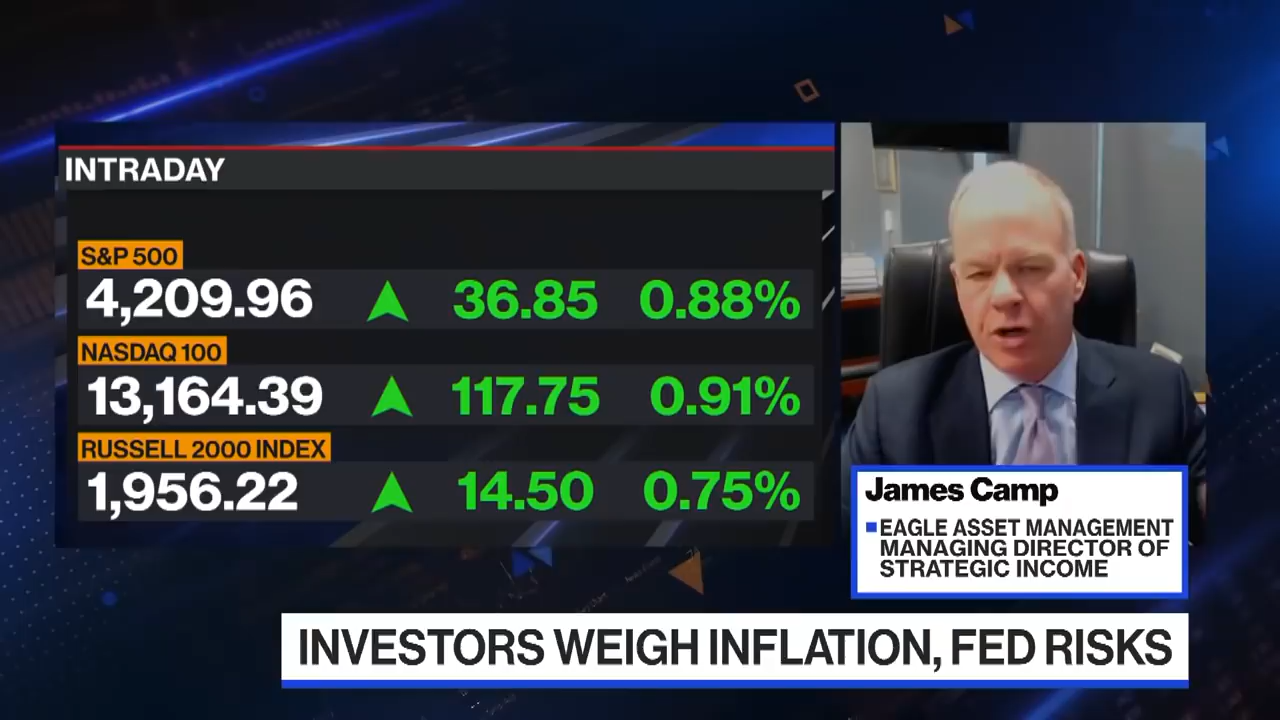 INTRADAY
S&P 500
4,209.96 ▲ 36.85 0.88%
NASDAQ 100
13,164.39 ▲ 117.75 0.91%
RUSSELL 2000 INDEX
1,956.22 ▲ 14.50 0.75%
James Camp
EAGLE ASSET MANAGEMENT
MANAGING DIRECTOR OF
STRATEGIC INCOME
INVESTORS WEIGH INFLATION, FED RISKS